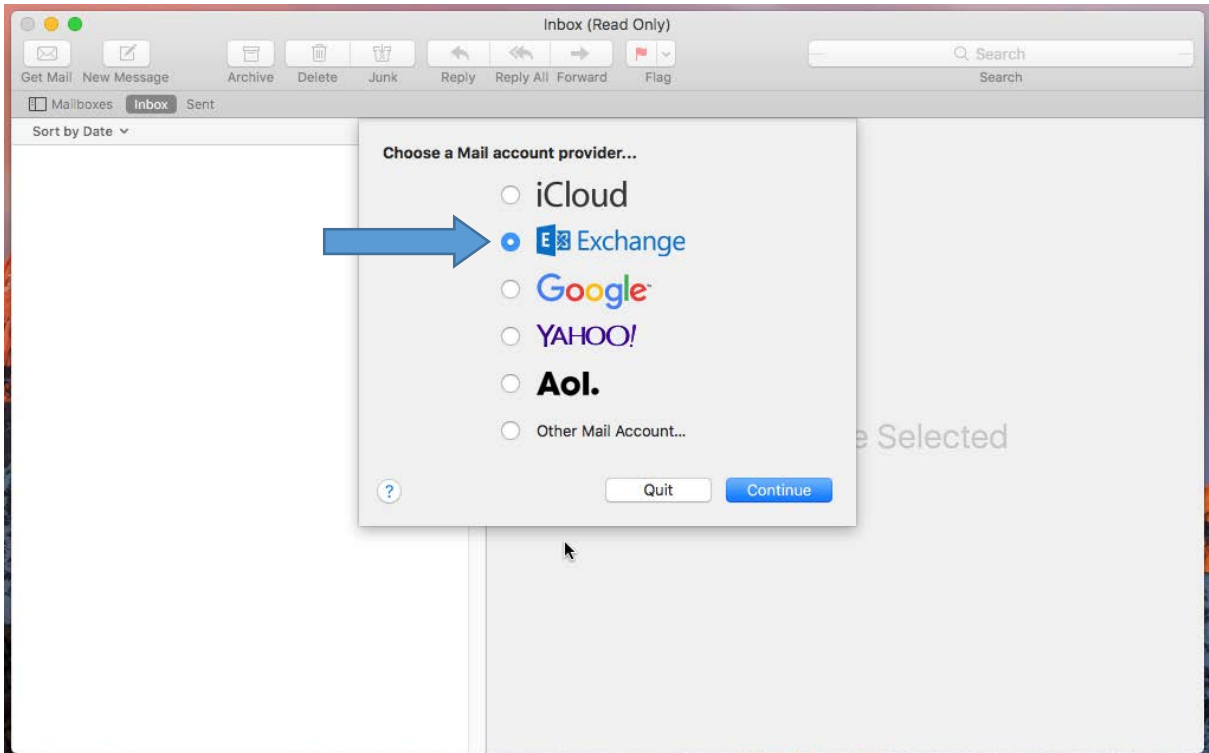 Inbox (Read Only)
Search
Get Mail New Message Archive Delete Junk Reply Reply All Forward Flag Search
Mailboxes Inbox Sent
Sort by Date
Choose a Mail account provider...
iCloud
E Exchange
Google
YAHOO!
Aol.
Other Mail Account...
Selected
? Quit Continue